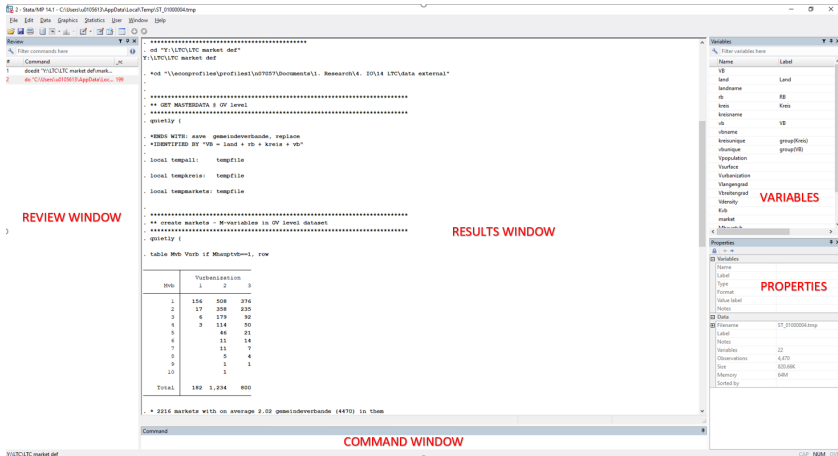 2 - Stata/MP 14.1 - C:\Users\u0105613\AppData\Local\Temp\ST_01000004.tmp
File Edit Data Graphics Statistics User Window Help
Review
Filter commands here
# Command _rc
1 doedit "Y:\LTC\LTC market def\mark...
2 do "C:\Users\u0105613\AppData\Loc... 199
REVIEW WINDOW
. ********************************************
. cd "Y:\LTC\LTC market def"
Y:\LTC\LTC market def
. *cd "\\econprofiles\profiles1\n07057\Documents\1. Research\4. IO\14 LTC\data external"
.
.
. ************************************************************************
. ** GET MASTERDATA @ GV level
. ************************************************************************
. quietly {
. *ENDS WITH: save gemeindeverbande, replace
. *IDENTIFIED BY "VB = land + rb + kreis + vb"
.
. local tempall: tempfile
. local tempkreis: tempfile
. local tempmarkets: tempfile
.
. ************************************************************************
. ** create markets - M-variables in GV level dataset
. ************************************************************************
. quietly {
. table Mvb Vurb if Mhauptvb==1, row
Vurbanization
Mvb 1 2 3
1 156 508 376
2 17 358 235
3 6 179 92
4 3 114 50
5 46 21
6 11 14
7 11 7
8 5 4
9 1 1
10 1
Total 182 1,234 800
. * 2216 markets with on average 2.02 gemeindeverbande (4470) in them
RESULTS WINDOW
Command
COMMAND WINDOW
Variables
Filter variables here
Name Label
VB
land Land
landname
rb RB
kreis Kreis
kreisname
vb VB
vbname
kreisunique group(Kreis)
vbunique group(VB)
Vpopulation
Vsurface
Vurbanization
Vlangengrad
Vbreitengrad
Vdensity
Kvb
market
Mhauptvb
VARIABLES
Properties
Variables
Name
Label
Type
Format
Value label
Notes
Data
Filename ST_01000004.tmp
Label
Notes
Variables 22
Observations 4,470
Size 820.66K
Memory 64M
Sorted by
PROPERTIES
Y:\LTC\LTC market def
CAP NUM OVR